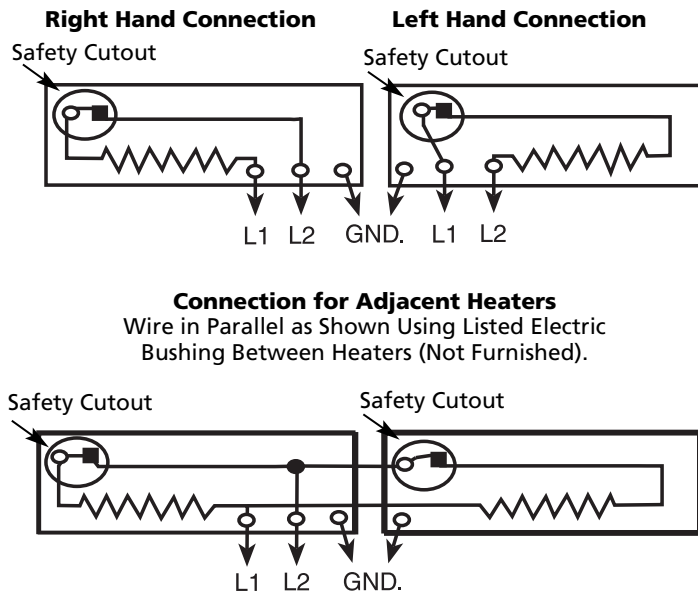 Right Hand Connection
Left Hand Connection
Safety Cutout
Safety Cutout
L1 L2 GND. L1 L2
Connection for Adjacent Heaters
Wire in Parallel as Shown Using Listed Electric
Bushing Between Heaters (Not Furnished).
Safety Cutout
Safety Cutout
L1 L2 GND.